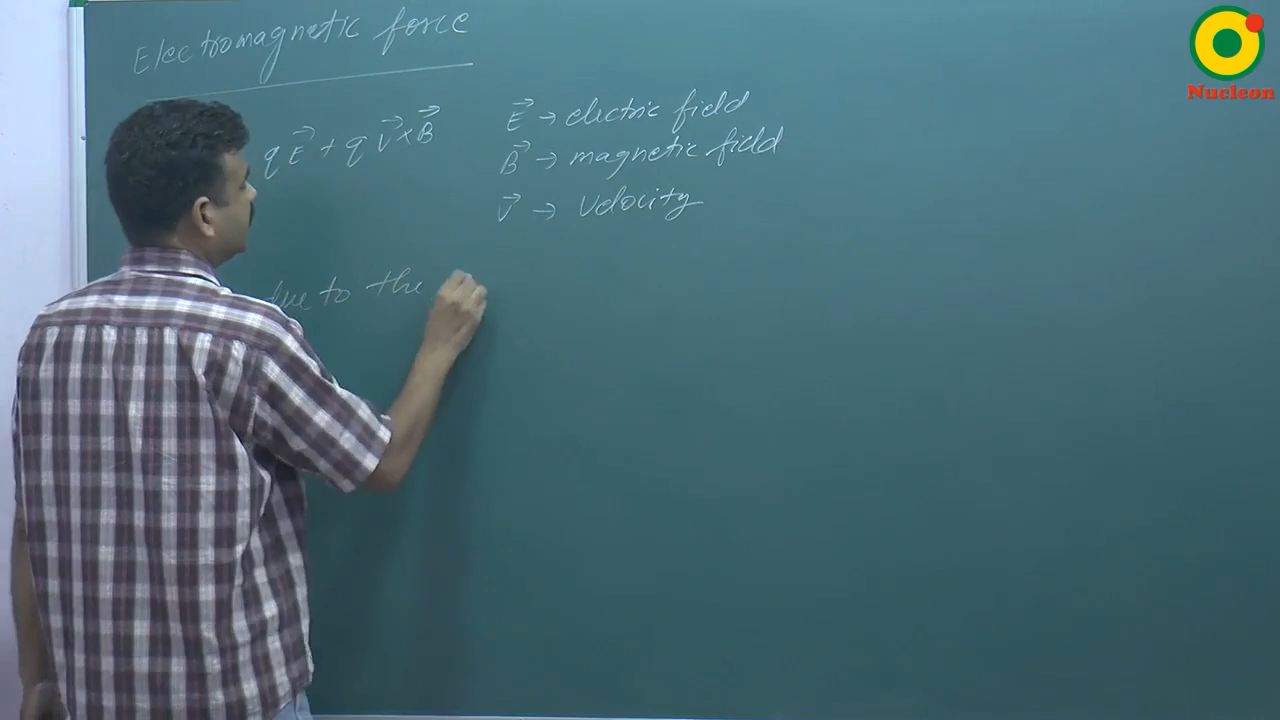 Electromagnetic force
q E⃗ + q V⃗ × B⃗
E⃗ → electric field
B⃗ → magnetic field
V⃗ → velocity
due to the
Nucleon